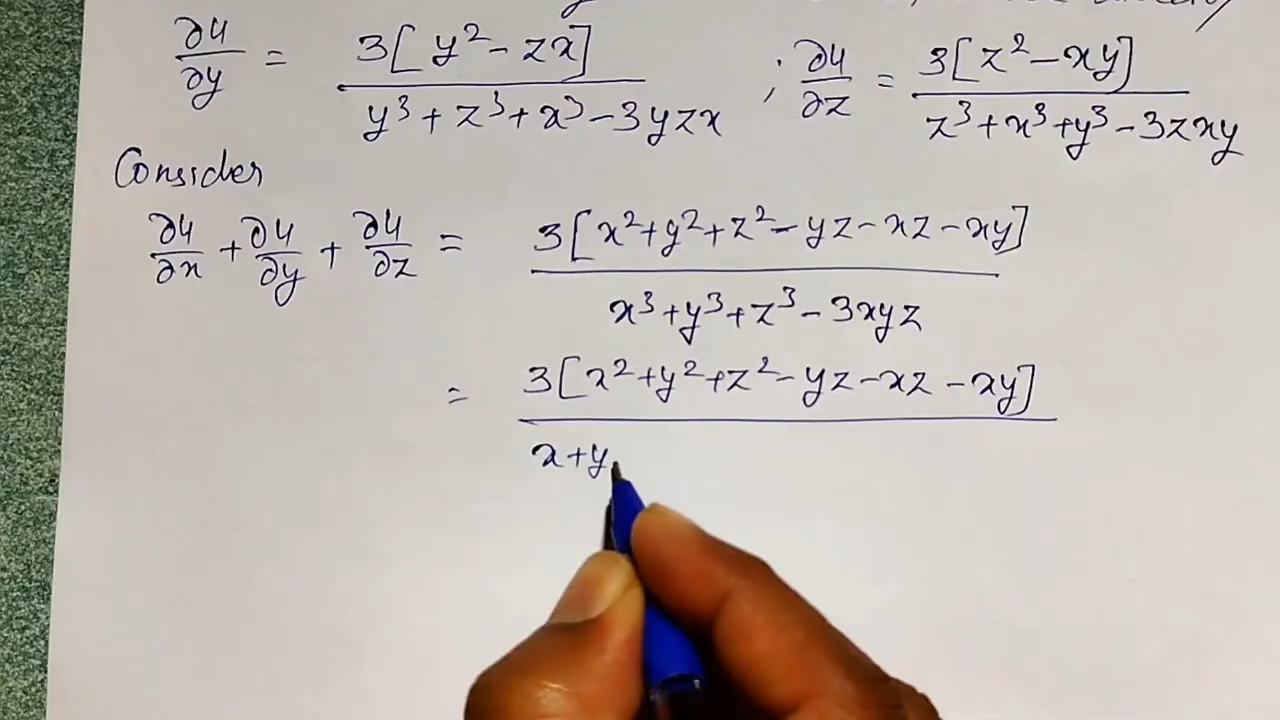 ∂u/∂y = 3[y² - zx] / y³ + z³ + x³ - 3yzx ; ∂u/∂z = 3[z² - xy] / z³ + x³ + y³ - 3zxy
Consider
∂u/∂x + ∂u/∂y + ∂u/∂z = 3[x² + y² + z² - yz - xz - xy] / x³ + y³ + z³ - 3xyz
= 3[x² + y² + z² - yz - xz - xy] / x + y